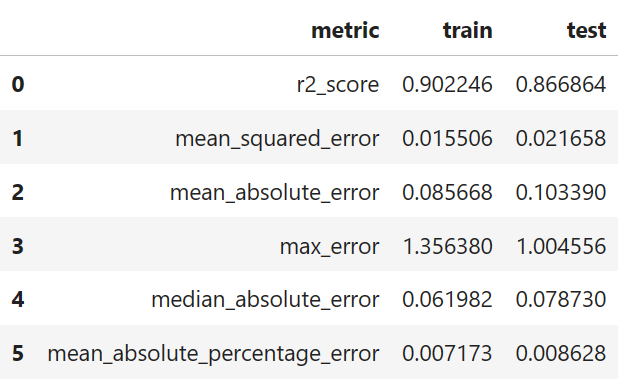 metric train test
0 r2_score 0.902246 0.866864
1 mean_squared_error 0.015506 0.021658
2 mean_absolute_error 0.085668 0.103390
3 max_error 1.356380 1.004556
4 median_absolute_error 0.061982 0.078730
5 mean_absolute_percentage_error 0.007173 0.008628